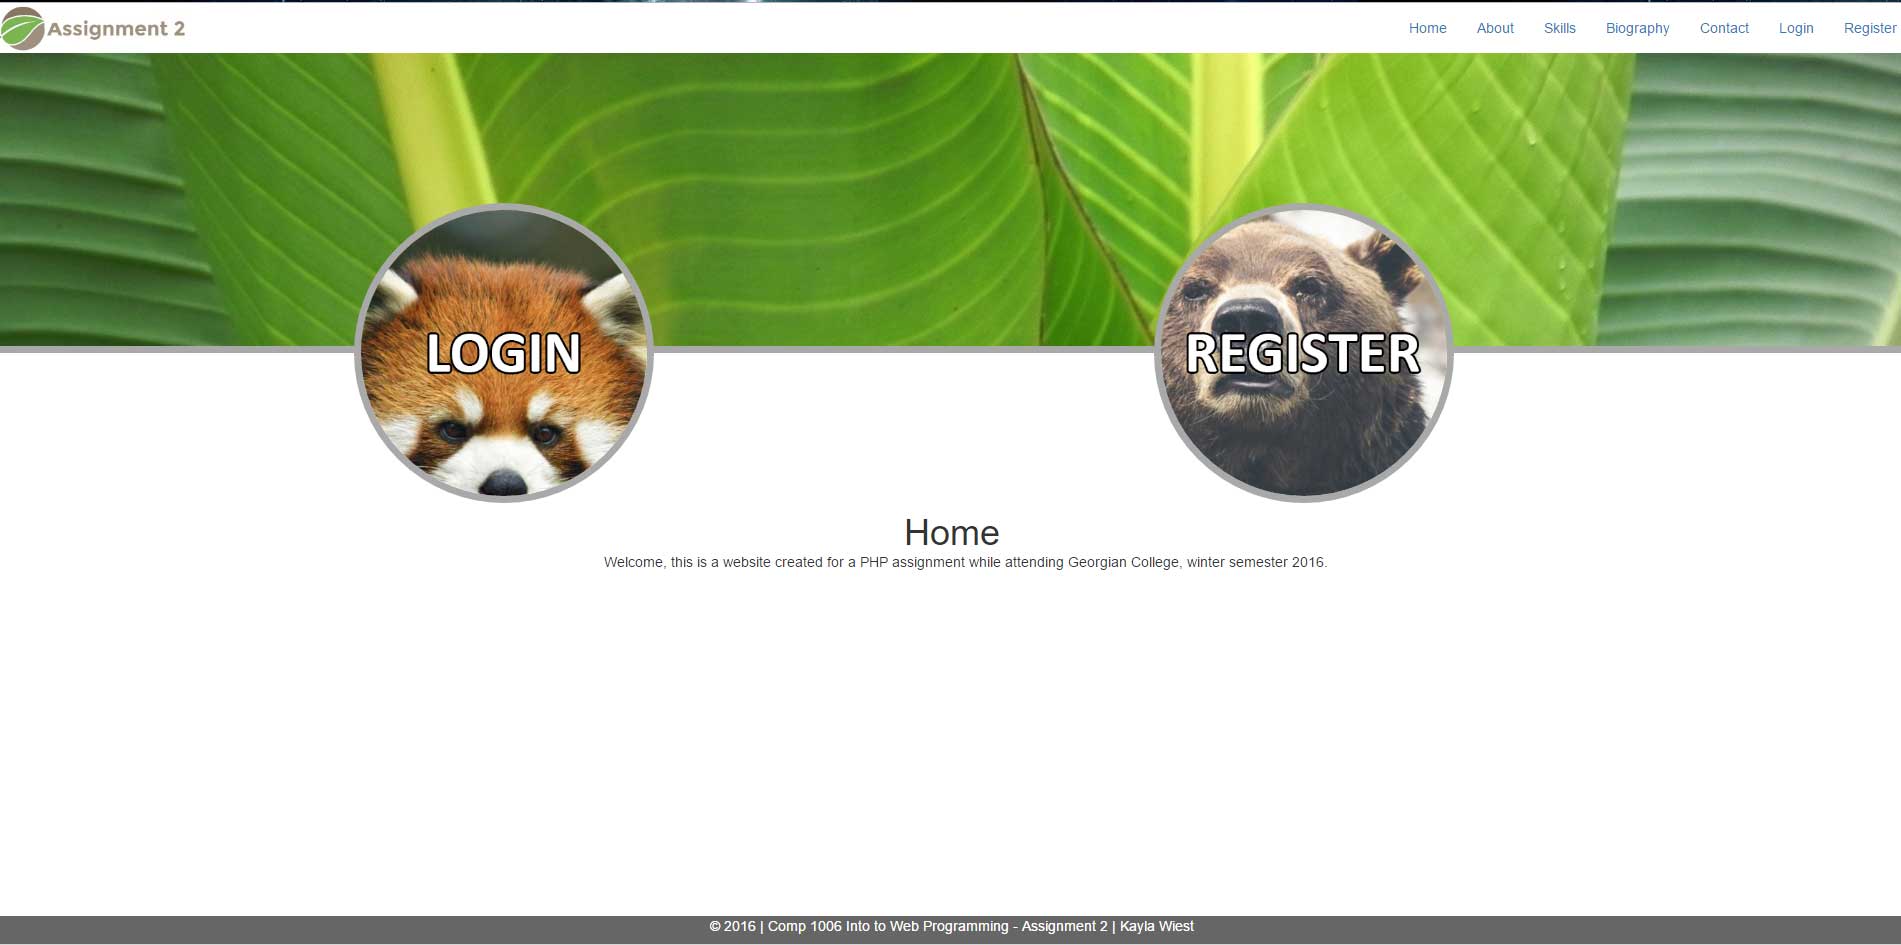 Assignment 2
Home About Skills Biography Contact Login Register
LOGIN
REGISTER
Home
Welcome, this is a website created for a PHP assignment while attending Georgian College, winter semester 2016.
© 2016 | Comp 1006 Into to Web Programming - Assignment 2 | Kayla Wiest